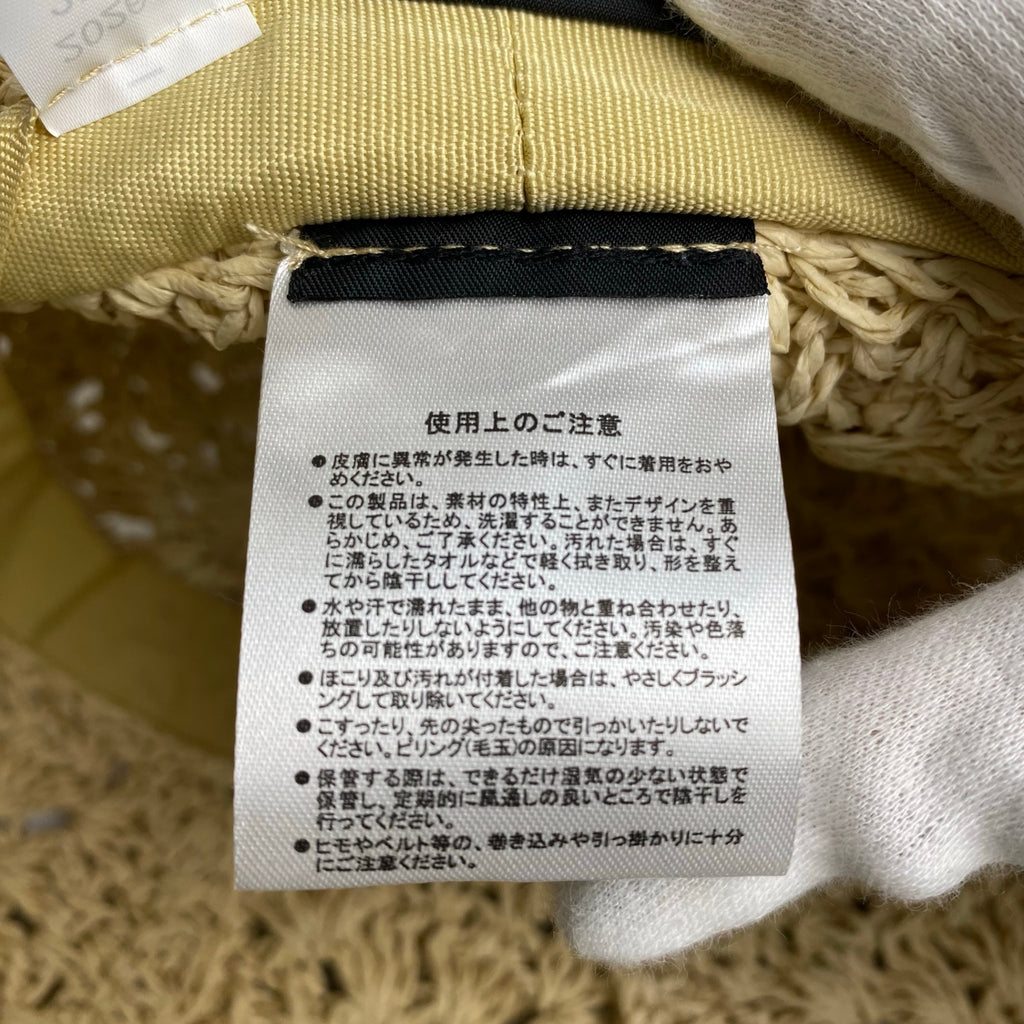 使用上のご注意
●皮膚に異常が発生した時は、すぐに着用をおや
めください。
●この製品は、素材の特性上、またデザインを重
視しているため、洗濯することができません。あ
らかじめ、ご了承ください。汚れた場合は、すぐ
に濡らしたタオルなどで軽く拭き取り、形を整え
てから陰干ししてください。
●水や汗で濡れたまま、他の物と重ね合わせたり、
放置したりしないようにしてください。汚染や色落
ちの可能性がありますので、ご注意ください。
●ほこり及び汚れが付着した場合は、やさしくブラッシ
ングして取り除いてください。
●こすったり、先の尖ったもので引っかいたりしないで
ください。ピリング(毛玉)の原因になります。
●保管する際は、できるだけ湿気の少ない状態で
保管し、定期的に風通しの良いところで陰干しを
行ってください。
●ヒモやベルト等の、巻き込みや引っ掛かりに十分
にご注意ください。